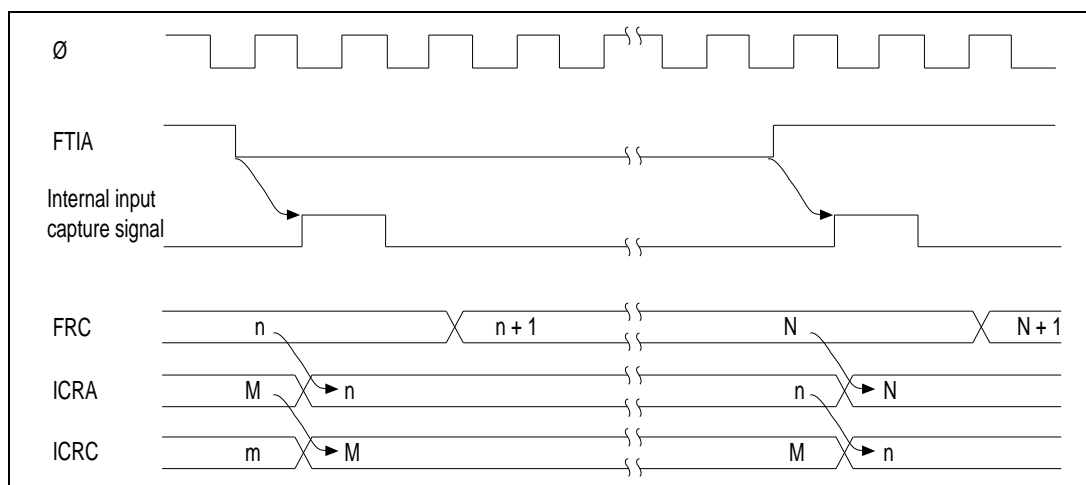 Ø
FTIA
Internal input
capture signal
FRC n n + 1 N N + 1
ICRA M n n N
ICRC m M M n